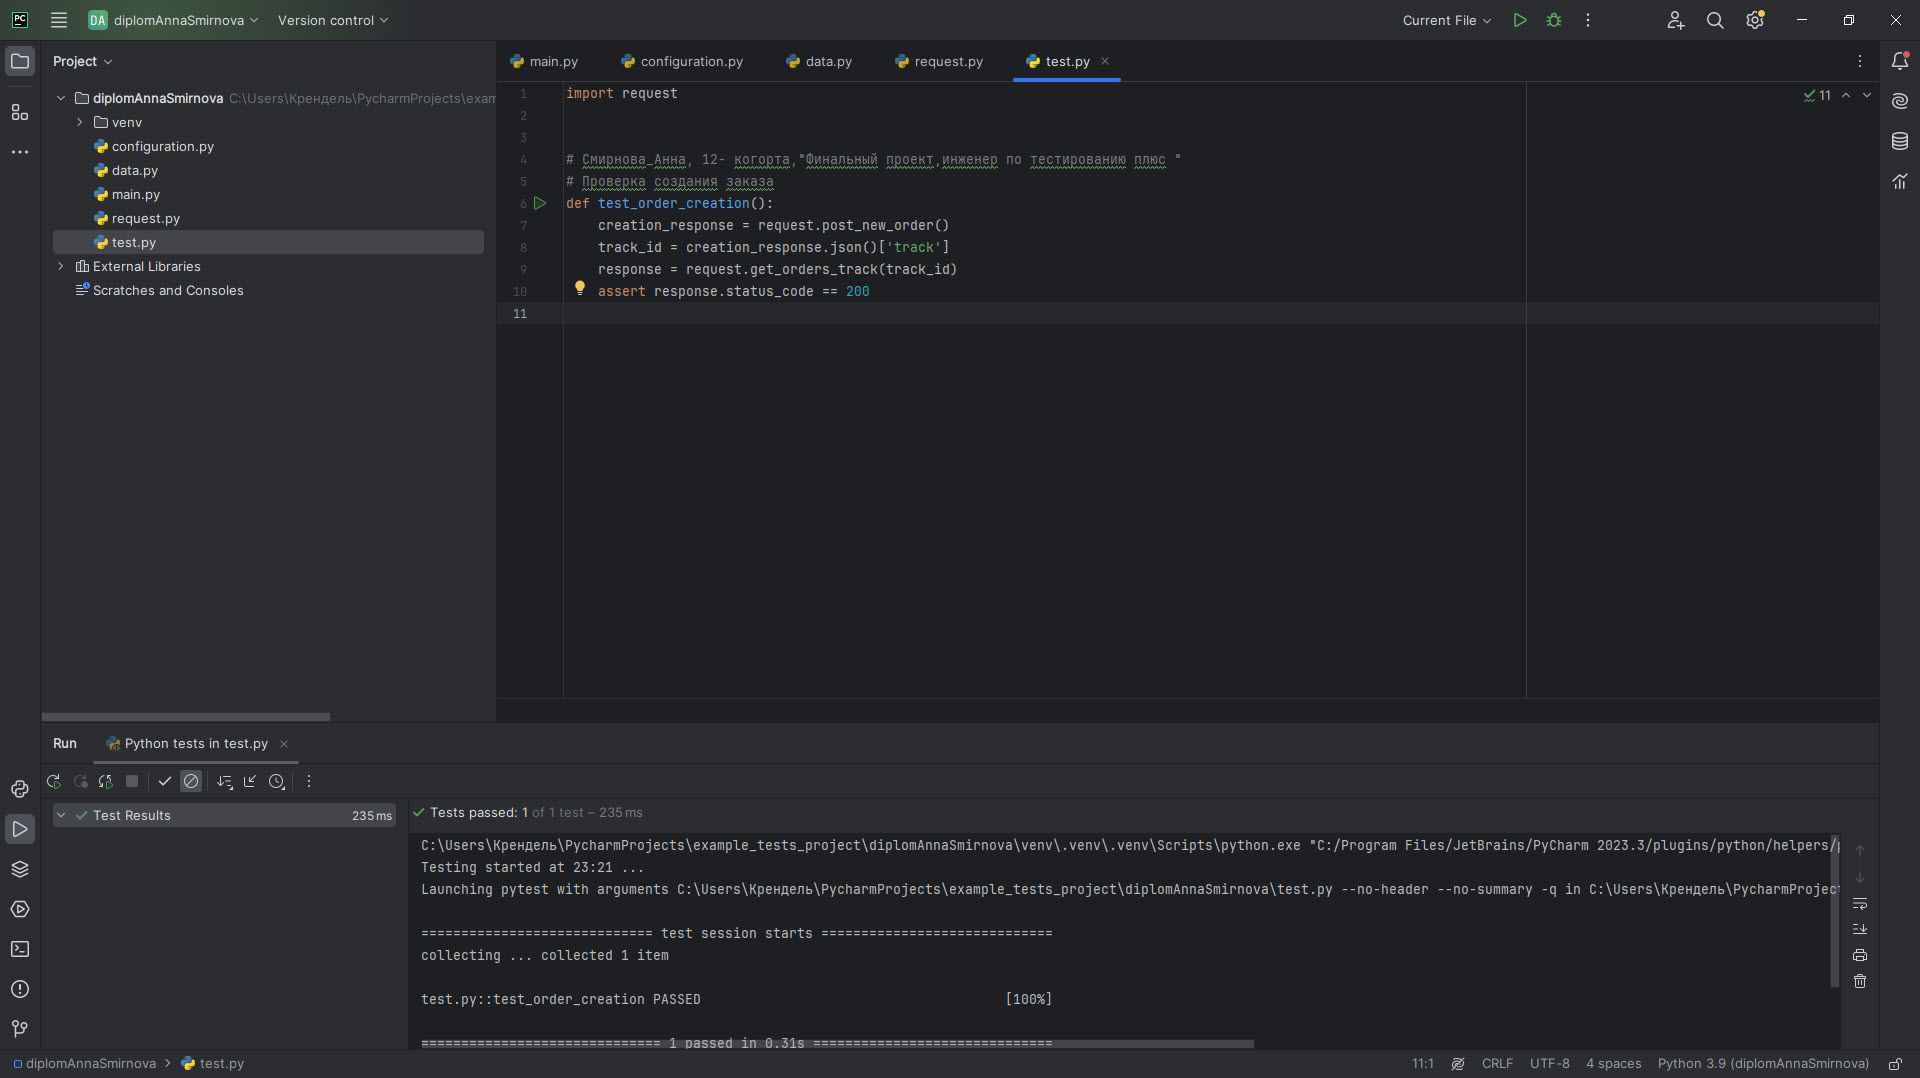 PC
DA diplomAnnaSmirnova Version control Current File
Project
main.py configuration.py data.py request.py test.py
diplomAnnaSmirnova C:\Users\Крендель\PycharmProjects\exam
venv
configuration.py
data.py
main.py
request.py
test.py
External Libraries
Scratches and Consoles
11
1 import request
2
3
4 # Смирнова_Анна, 12- когорта,"Финальный проект,инженер по тестированию плюс "
5 # Проверка создания заказа
6 def test_order_creation():
7 creation_response = request.post_new_order()
8 track_id = creation_response.json()['track']
9 response = request.get_orders_track(track_id)
10 assert response.status_code == 200
11
Run Python tests in test.py
Test Results 235 ms
Tests passed: 1 of 1 test – 235 ms
C:\Users\Крендель\PycharmProjects\example_tests_project\diplomAnnaSmirnova\venv\.venv\.venv\Scripts\python.exe "C:/Program Files/JetBrains/PyCharm 2023.3/plugins/python/helpers/
Testing started at 23:21 ...
Launching pytest with arguments C:\Users\Крендель\PycharmProjects\example_tests_project\diplomAnnaSmirnova\test.py --no-header --no-summary -q in C:\Users\Крендель\PycharmProject
============================= test session starts =============================
collecting ... collected 1 item
test.py::test_order_creation PASSED [100%]
============================== 1 passed in 0.31s ==============================
diplomAnnaSmirnova > test.py 11:1 CRLF UTF-8 4 spaces Python 3.9 (diplomAnnaSmirnova)